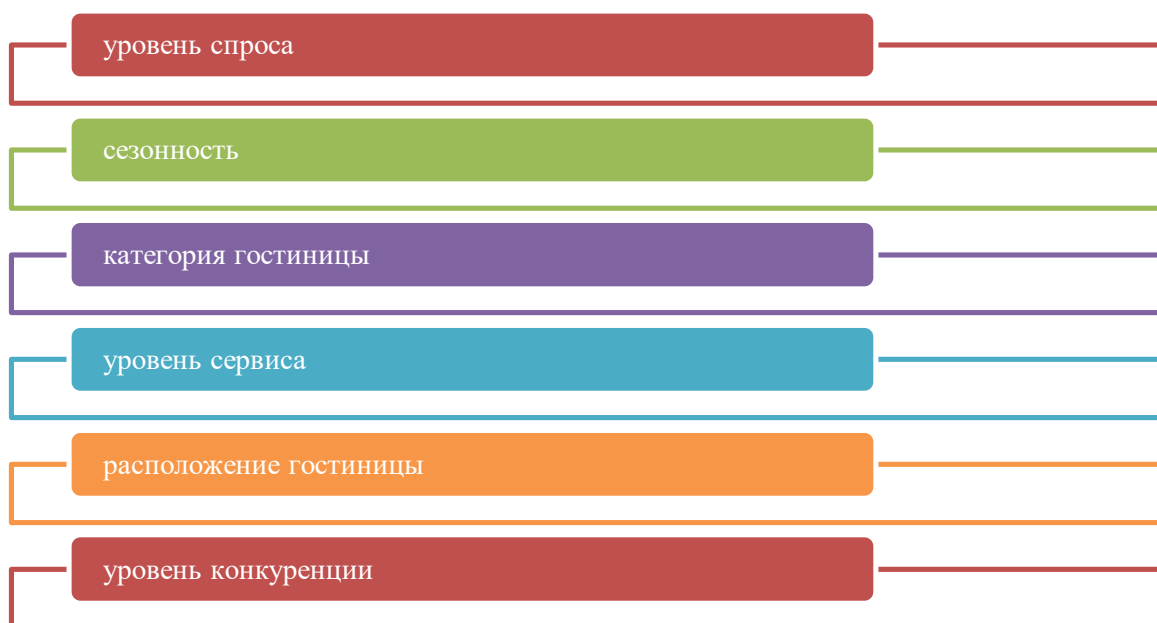 уровень спроса
сезонность
категория гостиницы
уровень сервиса
расположение гостиницы
уровень конкуренции